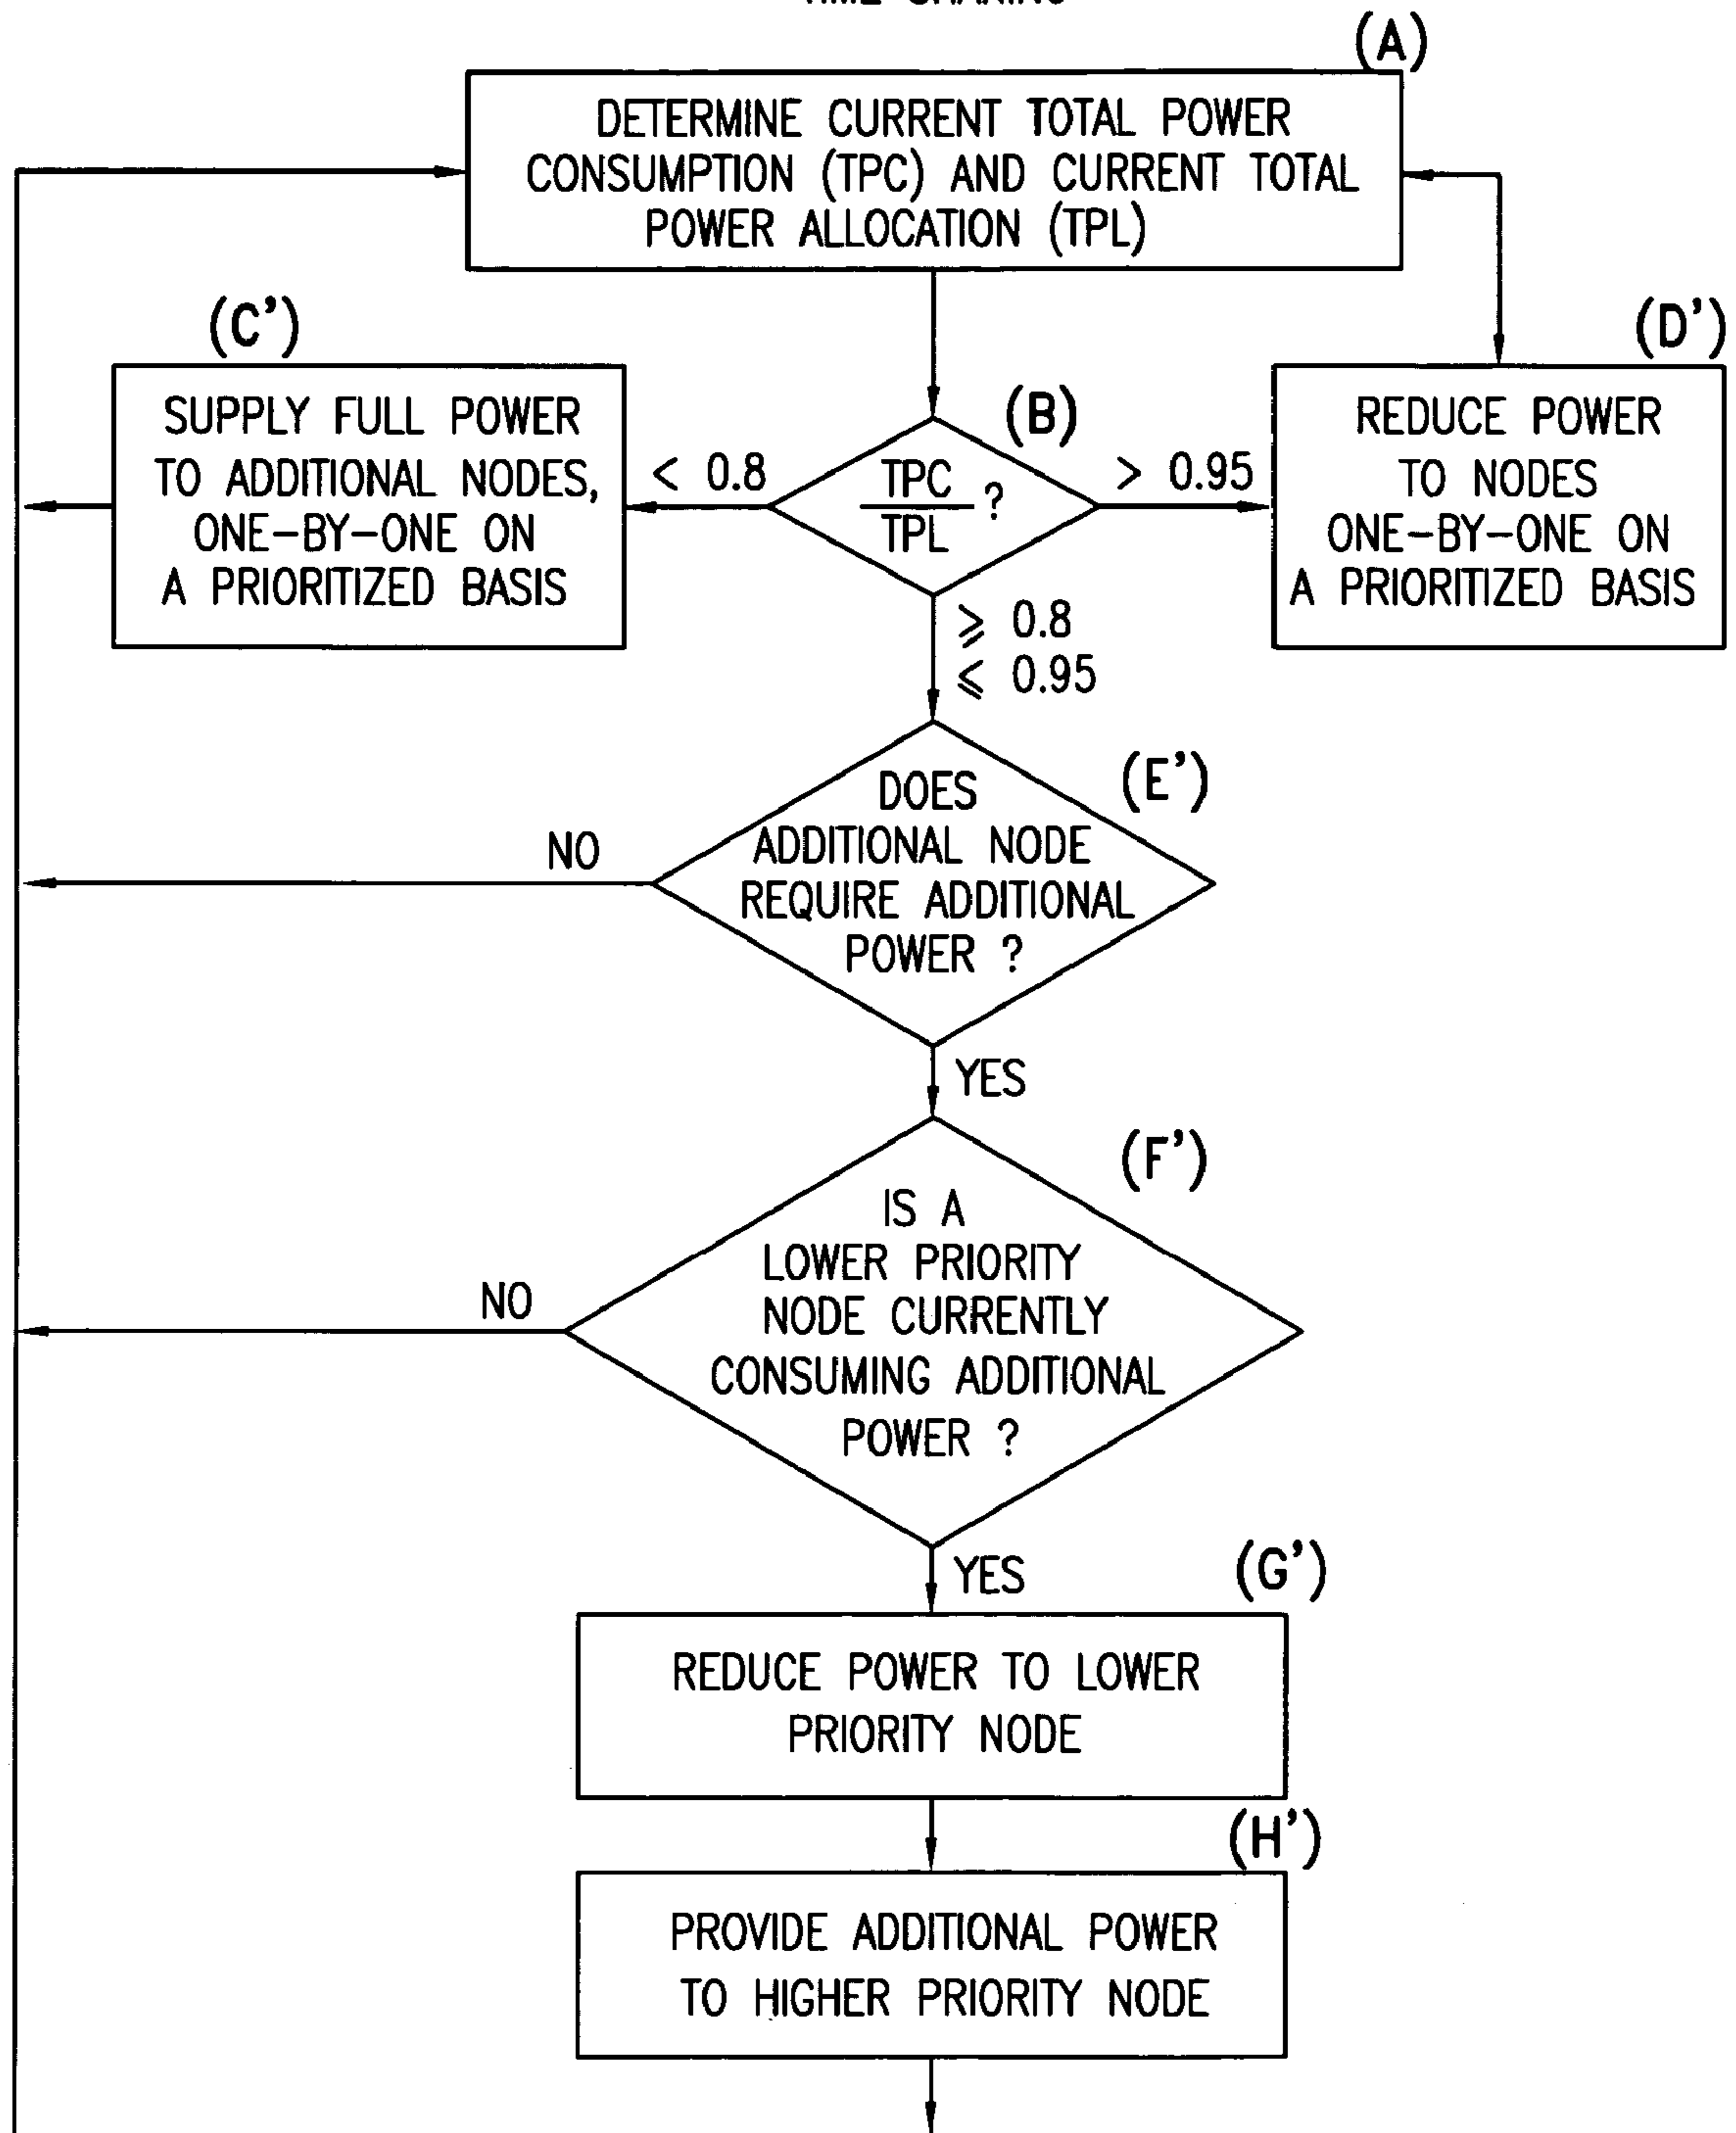 (A)
DETERMINE CURRENT TOTAL POWER
CONSUMPTION (TPC) AND CURRENT TOTAL
POWER ALLOCATION (TPL)
(C')
SUPPLY FULL POWER
TO ADDITIONAL NODES,
ONE-BY-ONE ON
A PRIORITIZED BASIS
< 0.8
(B)
TPC
TPL
?
> 0.95
(D')
REDUCE POWER
TO NODES
ONE-BY-ONE ON
A PRIORITIZED BASIS
⩾ 0.8
⩽ 0.95
(E')
DOES
ADDITIONAL NODE
REQUIRE ADDITIONAL
POWER ?
NO
YES
(F')
IS A
LOWER PRIORITY
NODE CURRENTLY
CONSUMING ADDITIONAL
POWER ?
NO
YES
(G')
REDUCE POWER TO LOWER
PRIORITY NODE
(H')
PROVIDE ADDITIONAL POWER
TO HIGHER PRIORITY NODE